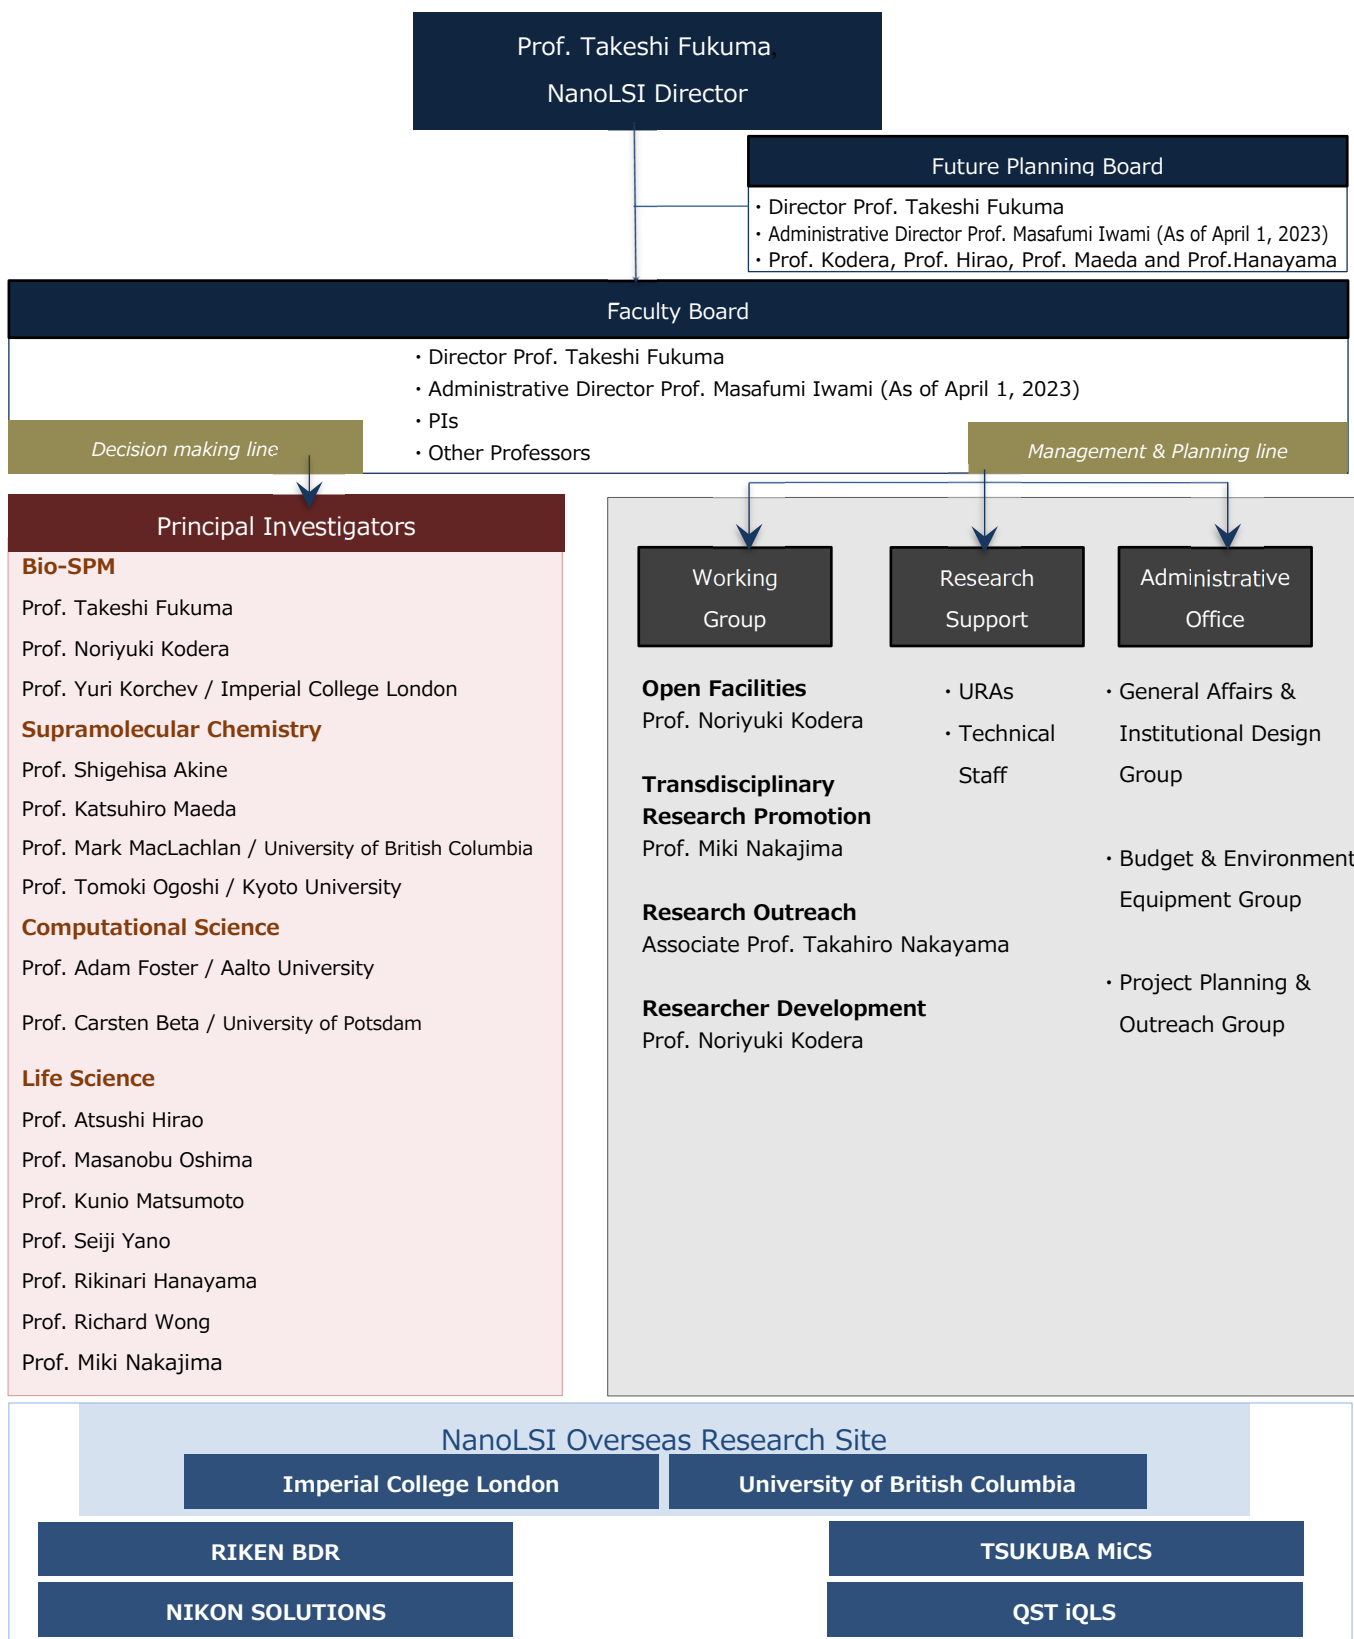 Prof. Takeshi Fukuma,
NanoLSI Director
Future Planning Board
・Director Prof. Takeshi Fukuma
・Administrative Director Prof. Masafumi Iwami (As of April 1, 2023)
・Prof. Kodera, Prof. Hirao, Prof. Maeda and Prof.Hanayama
Faculty Board
・Director Prof. Takeshi Fukuma
・Administrative Director Prof. Masafumi Iwami (As of April 1, 2023)
・PIs
・Other Professors
Decision making line
Management & Planning line
Principal Investigators
Bio-SPM
Prof. Takeshi Fukuma
Prof. Noriyuki Kodera
Prof. Yuri Korchev / Imperial College London
Supramolecular Chemistry
Prof. Shigehisa Akine
Prof. Katsuhiro Maeda
Prof. Mark MacLachlan / University of British Columbia
Prof. Tomoki Ogoshi / Kyoto University
Computational Science
Prof. Adam Foster / Aalto University
Prof. Carsten Beta / University of Potsdam
Life Science
Prof. Atsushi Hirao
Prof. Masanobu Oshima
Prof. Kunio Matsumoto
Prof. Seiji Yano
Prof. Rikinari Hanayama
Prof. Richard Wong
Prof. Miki Nakajima
Working
Group
Open Facilities
Prof. Noriyuki Kodera
Transdisciplinary
Research Promotion
Prof. Miki Nakajima
Research Outreach
Associate Prof. Takahiro Nakayama
Researcher Development
Prof. Noriyuki Kodera
Research
Support
・URAs
・Technical
Staff
Administrative
Office
・General Affairs &
Institutional Design
Group
・Budget & Environment
Equipment Group
・Project Planning &
Outreach Group
NanoLSI Overseas Research Site
Imperial College London
University of British Columbia
RIKEN BDR
TSUKUBA MiCS
NIKON SOLUTIONS
QST iQLS